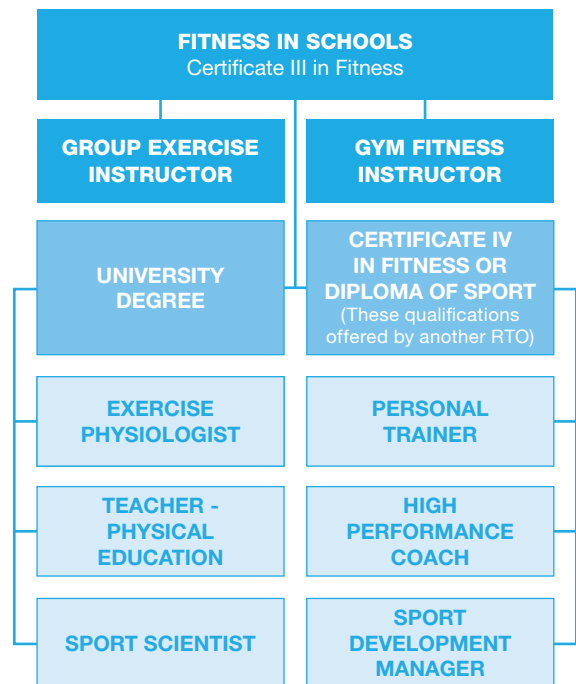 FITNESS IN SCHOOLS
Certificate III in Fitness
GROUP EXERCISE
INSTRUCTOR
GYM FITNESS
INSTRUCTOR
UNIVERSITY
DEGREE
CERTIFICATE IV
IN FITNESS OR
DIPLOMA OF SPORT
(These qualifications
offered by another RTO)
EXERCISE
PHYSIOLOGIST
PERSONAL
TRAINER
TEACHER -
PHYSICAL
EDUCATION
HIGH
PERFORMANCE
COACH
SPORT SCIENTIST
SPORT
DEVELOPMENT
MANAGER